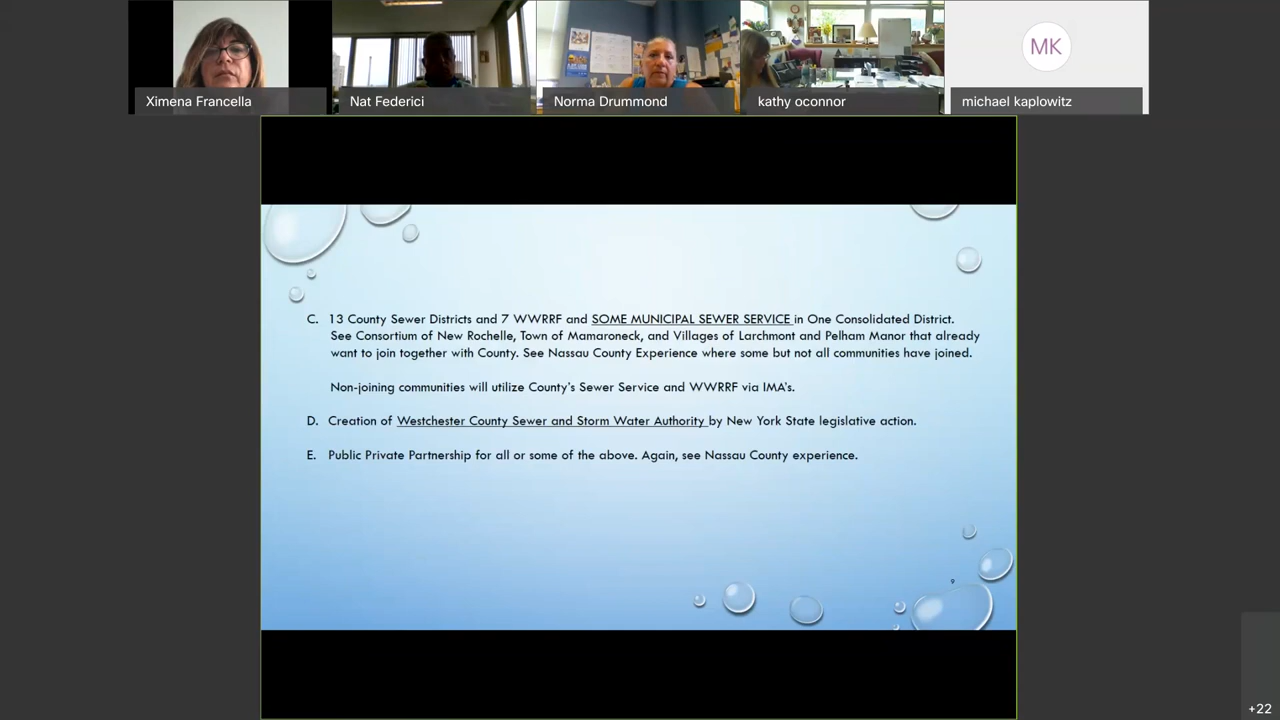 MK
Ximena Francella
Nat Federici
Norma Drummond
kathy oconnor
michael kaplowitz
C. 13 County Sewer Districts and 7 WWRRF and SOME MUNICIPAL SEWER SERVICE in One Consolidated District.
See Consortium of New Rochelle, Town of Mamaroneck, and Villages of Larchmont and Pelham Manor that already
want to join together with County. See Nassau County Experience where some but not all communities have joined.
Non-joining communities will utilize County's Sewer Service and WWRRF via IMA's.
D. Creation of Westchester County Sewer and Storm Water Authority by New York State legislative action.
E. Public Private Partnership for all or some of the above. Again, see Nassau County experience.
9
+22